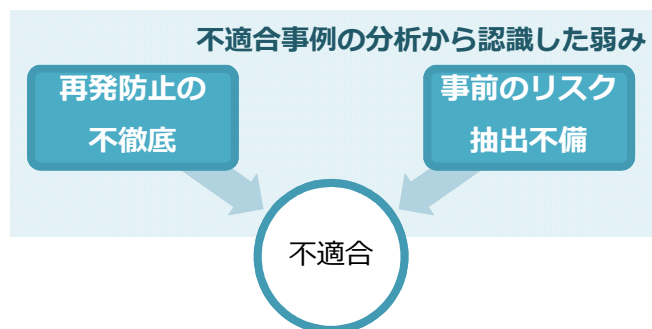 不適合事例の分析から認識した弱み
再発防止の
不徹底
事前のリスク
抽出不備
不適合